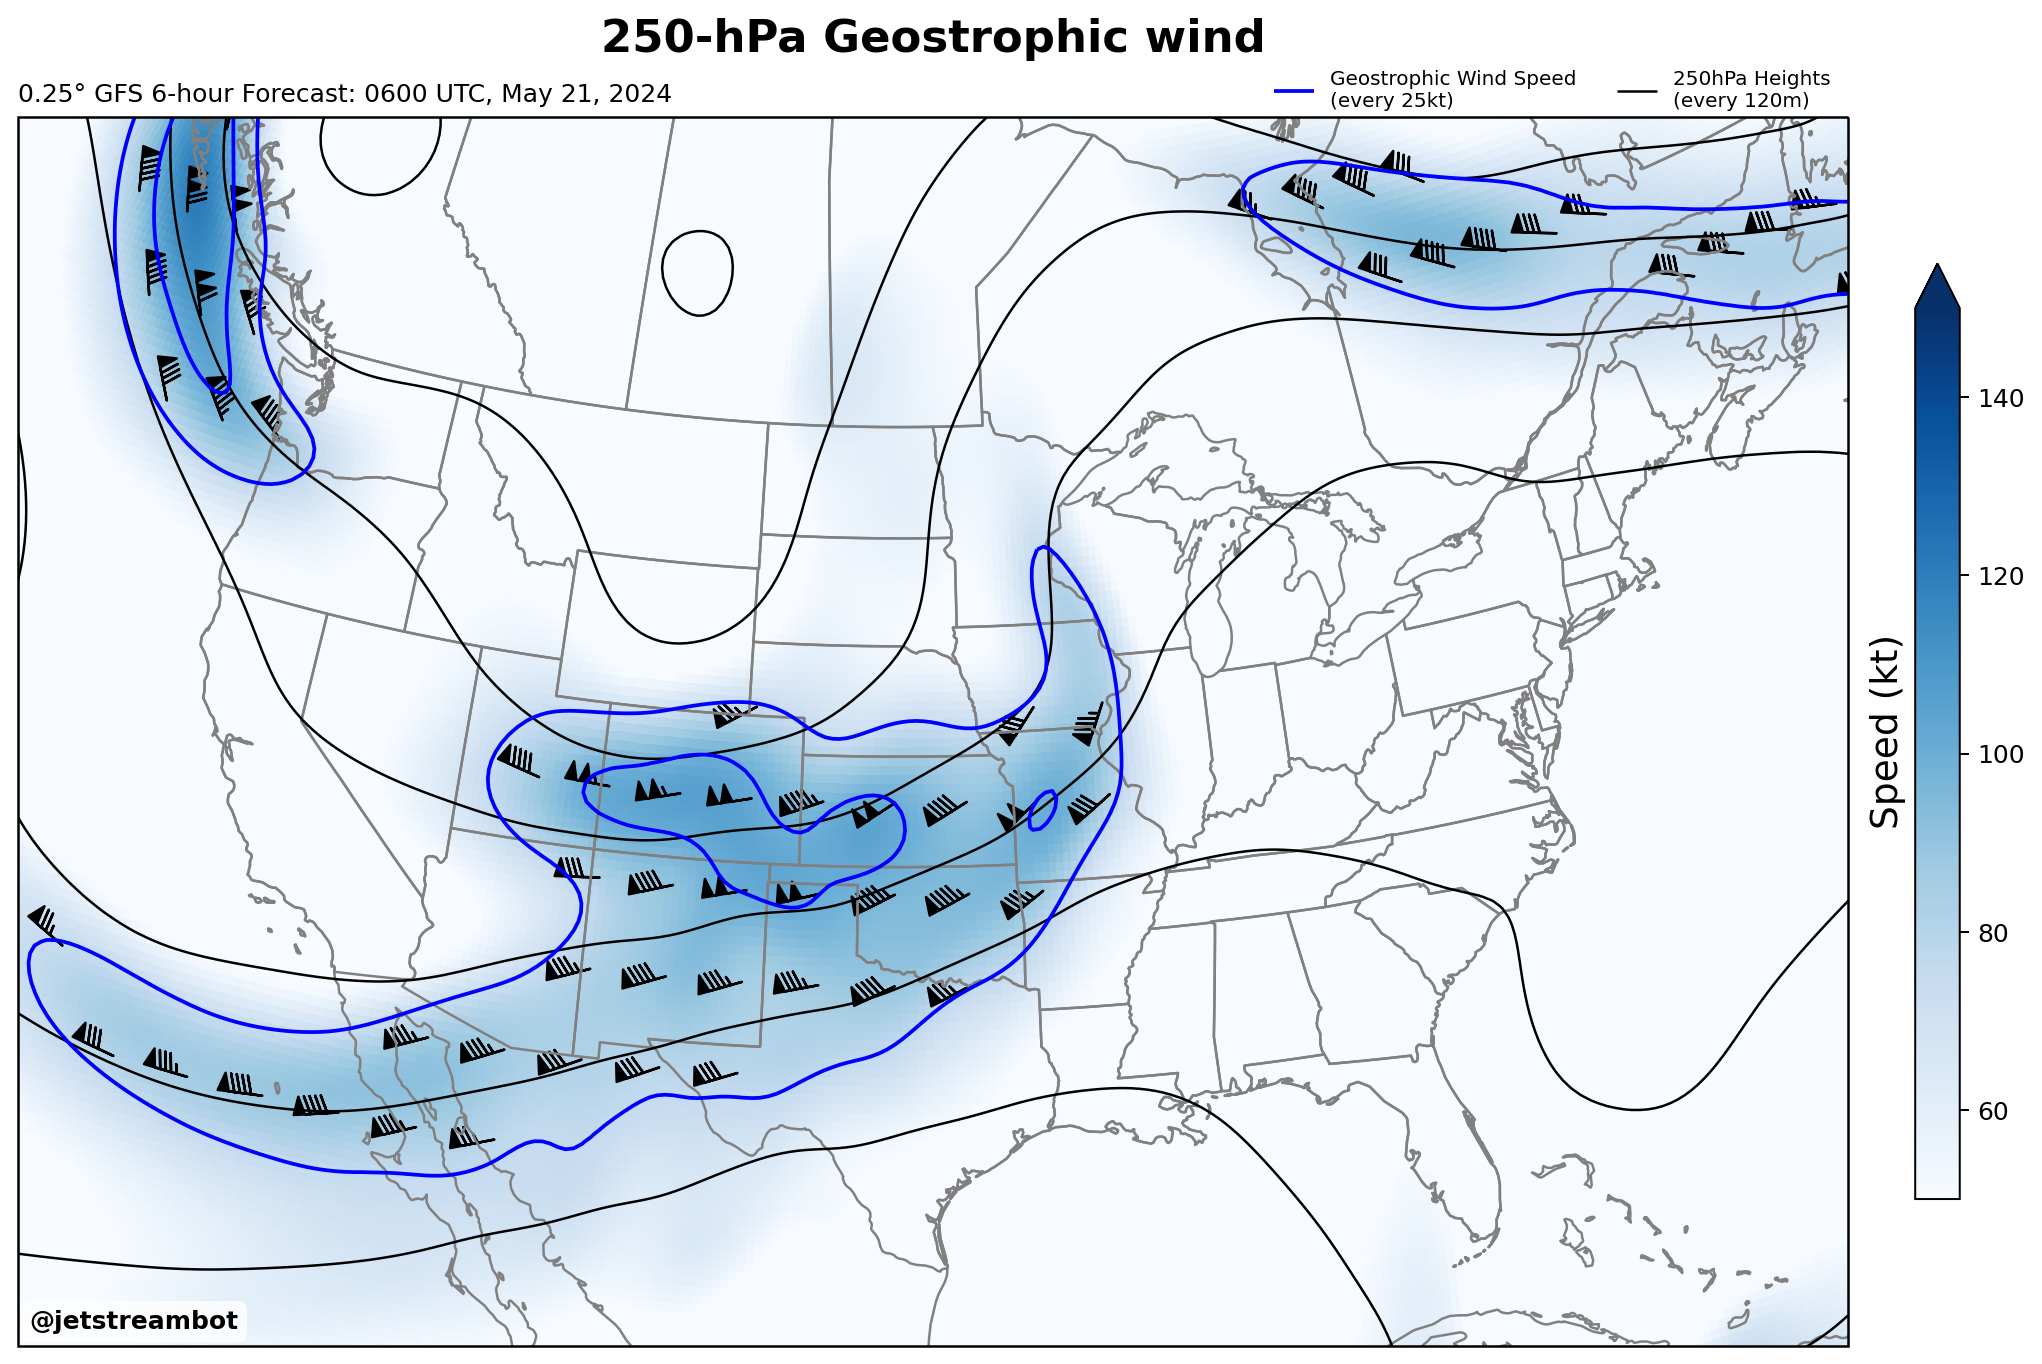 250-hPa Geostrophic wind
0.25° GFS 6-hour Forecast: 0600 UTC, May 21, 2024
Geostrophic Wind Speed
(every 25kt)
250hPa Heights
(every 120m)
140
120
100
80
60
Speed (kt)
@jetstreambot